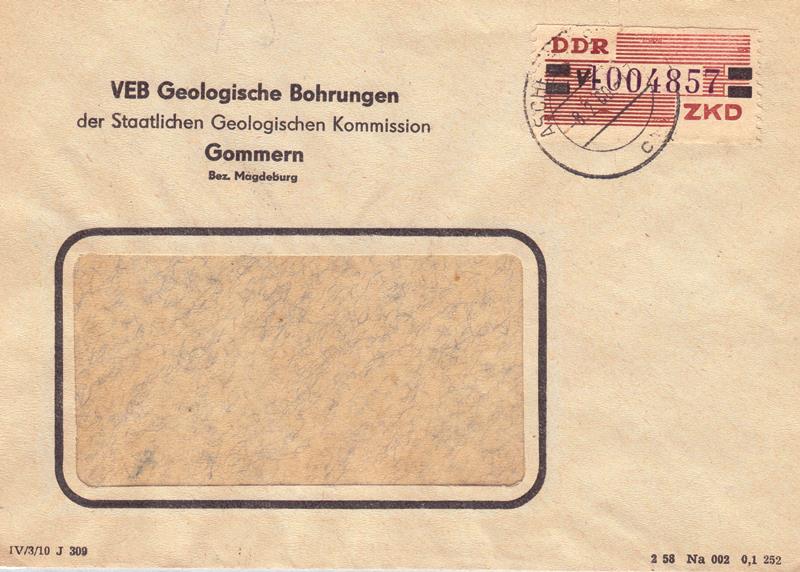 VEB Geologische Bohrungen
der Staatlichen Geologischen Kommission
Gommern
Bez. Magdeburg
DDR
V-004857
ZKD
ASCH
C
IV/3/10 J 309
2 58 Na 002 0,1 252